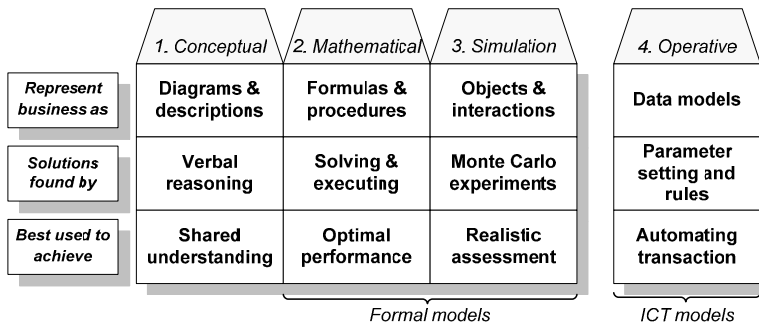 1. Conceptual
2. Mathematical
3. Simulation
4. Operative
Represent
business as
Diagrams &
descriptions
Formulas &
procedures
Objects &
interactions
Data models
Solutions
found by
Verbal
reasoning
Solving &
executing
Monte Carlo
experiments
Parameter
setting and
rules
Best used to
achieve
Shared
understanding
Optimal
performance
Realistic
assessment
Automating
transaction
Formal models
ICT models